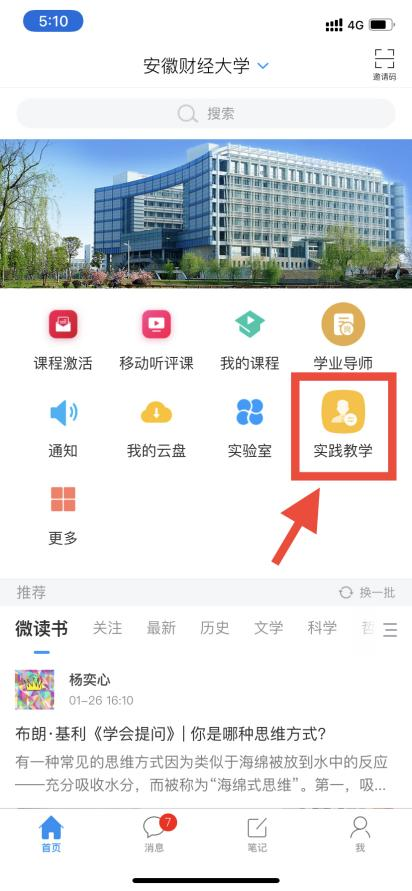 5:10
4G
安徽财经大学
邀请码
搜索
课程激活 移动听评课 我的课程 学业导师
通知 我的云盘 实验室 实践教学
更多
推荐 换一批
微读书 关注 最新 历史 文学 科学 哲
杨奕心
01-26 16:10
布朗·基利《学会提问》| 你是哪种思维方式?
有一种常见的思维方式因为类似于海绵被放到水中的反应
——充分吸收水分，而被称为“海绵式思维”。第一，吸...
7
首页 消息 笔记 我